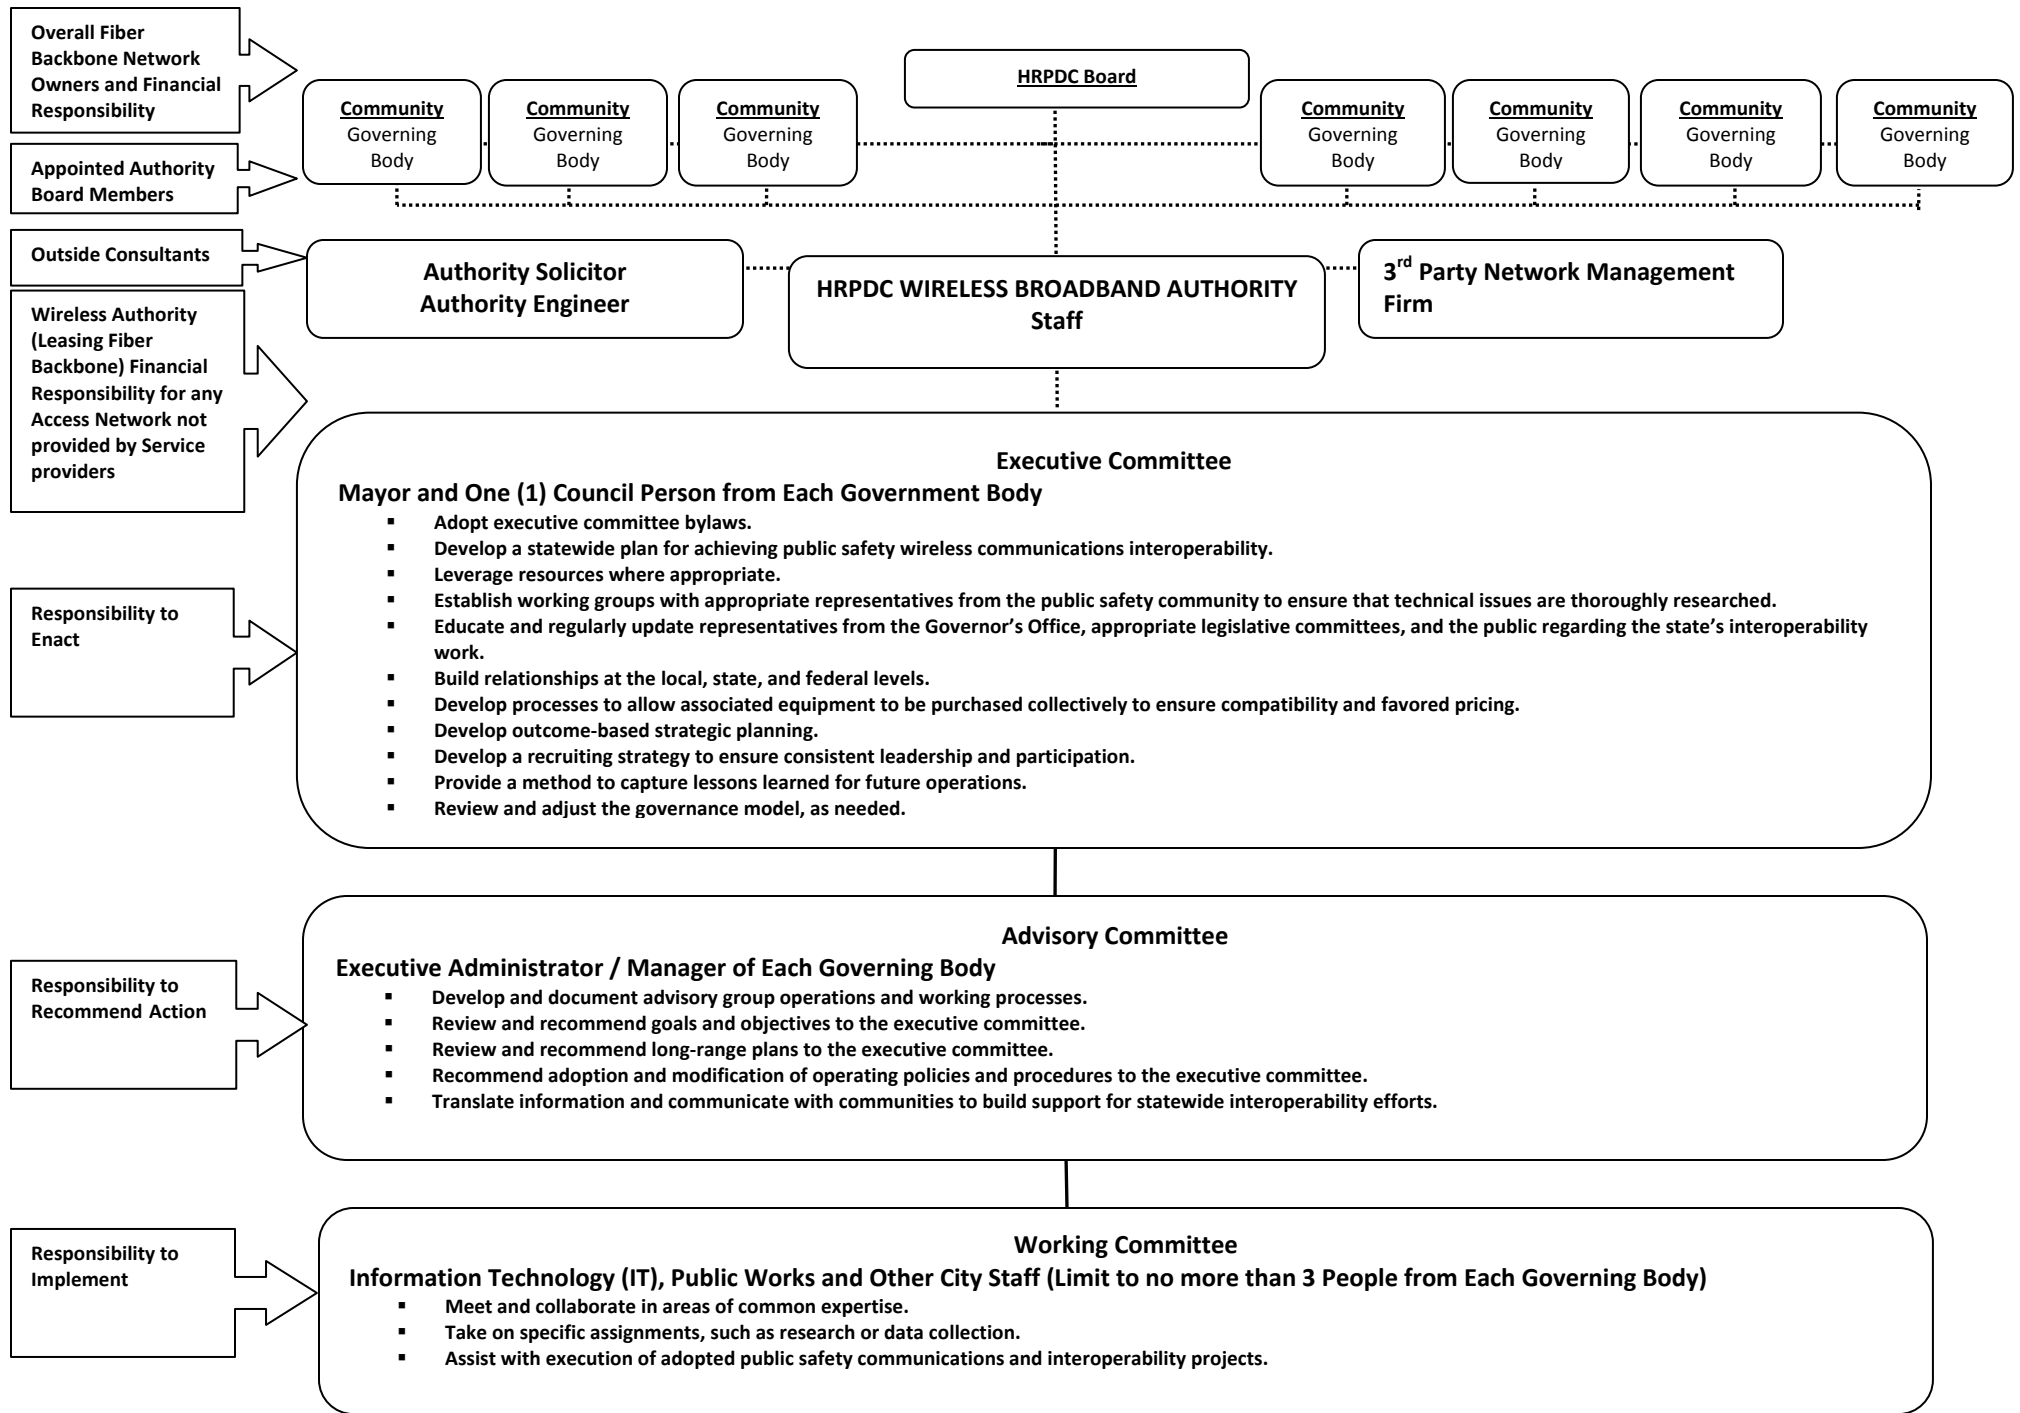 Overall Fiber
Backbone Network
Owners and Financial
Responsibility
HRPDC Board
Community
Governing
Body
Community
Governing
Body
Community
Governing
Body
Community
Governing
Body
Community
Governing
Body
Community
Governing
Body
Community
Governing
Body
Appointed Authority
Board Members
Outside Consultants
Authority Solicitor
Authority Engineer
HRPDC WIRELESS BROADBAND AUTHORITY
Staff
3rd Party Network Management
Firm
Wireless Authority
(Leasing Fiber
Backbone) Financial
Responsibility for any
Access Network not
provided by Service
providers
Executive Committee
Mayor and One (1) Council Person from Each Government Body
▪ Adopt executive committee bylaws.
▪ Develop a statewide plan for achieving public safety wireless communications interoperability.
▪ Leverage resources where appropriate.
▪ Establish working groups with appropriate representatives from the public safety community to ensure that technical issues are thoroughly researched.
▪ Educate and regularly update representatives from the Governor’s Office, appropriate legislative committees, and the public regarding the state’s interoperability
work.
▪ Build relationships at the local, state, and federal levels.
▪ Develop processes to allow associated equipment to be purchased collectively to ensure compatibility and favored pricing.
▪ Develop outcome-based strategic planning.
▪ Develop a recruiting strategy to ensure consistent leadership and participation.
▪ Provide a method to capture lessons learned for future operations.
▪ Review and adjust the governance model, as needed.
Responsibility to
Enact
Advisory Committee
Executive Administrator / Manager of Each Governing Body
▪ Develop and document advisory group operations and working processes.
▪ Review and recommend goals and objectives to the executive committee.
▪ Review and recommend long-range plans to the executive committee.
▪ Recommend adoption and modification of operating policies and procedures to the executive committee.
▪ Translate information and communicate with communities to build support for statewide interoperability efforts.
Responsibility to
Recommend Action
Working Committee
Information Technology (IT), Public Works and Other City Staff (Limit to no more than 3 People from Each Governing Body)
▪ Meet and collaborate in areas of common expertise.
▪ Take on specific assignments, such as research or data collection.
▪ Assist with execution of adopted public safety communications and interoperability projects.
Responsibility to
Implement